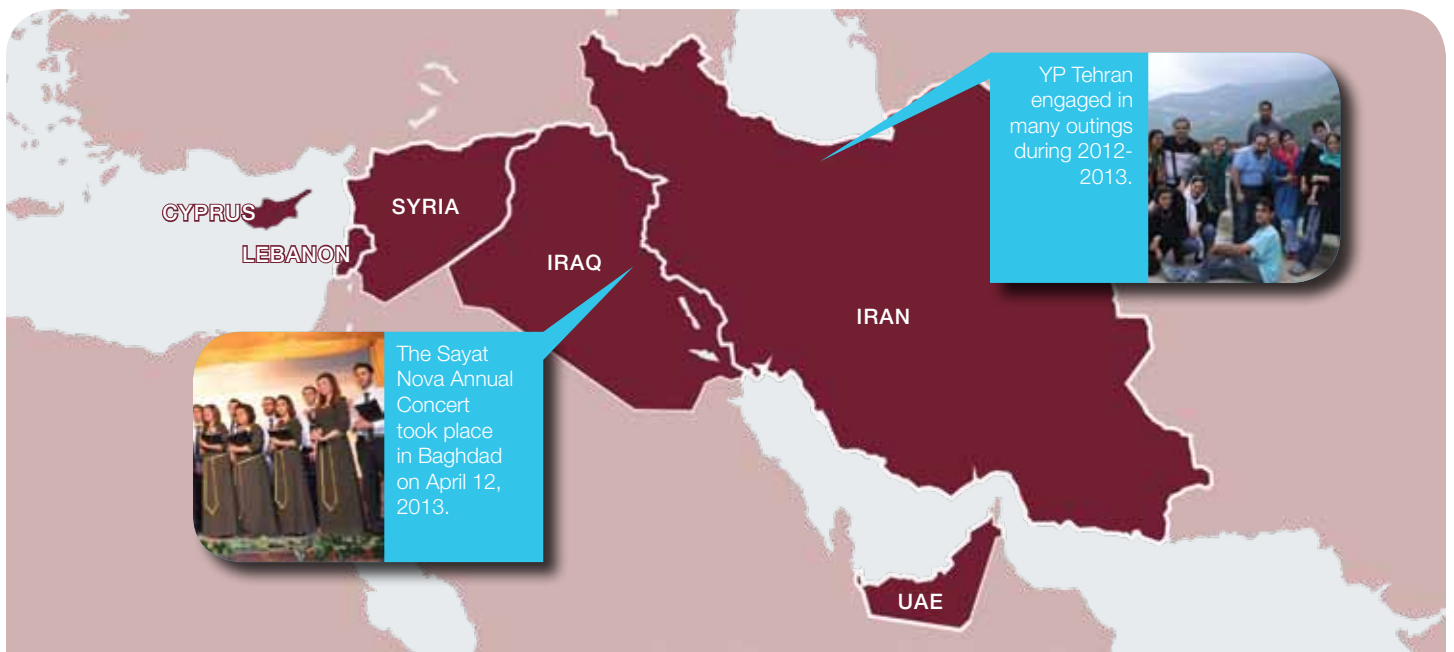 YP Tehran
engaged in
many outings
during 2012-
2013.
CYPRUS
SYRIA
LEBANON
IRAQ
IRAN
The Sayat
Nova Annual
Concert
took place
in Baghdad
on April 12,
2013.
UAE